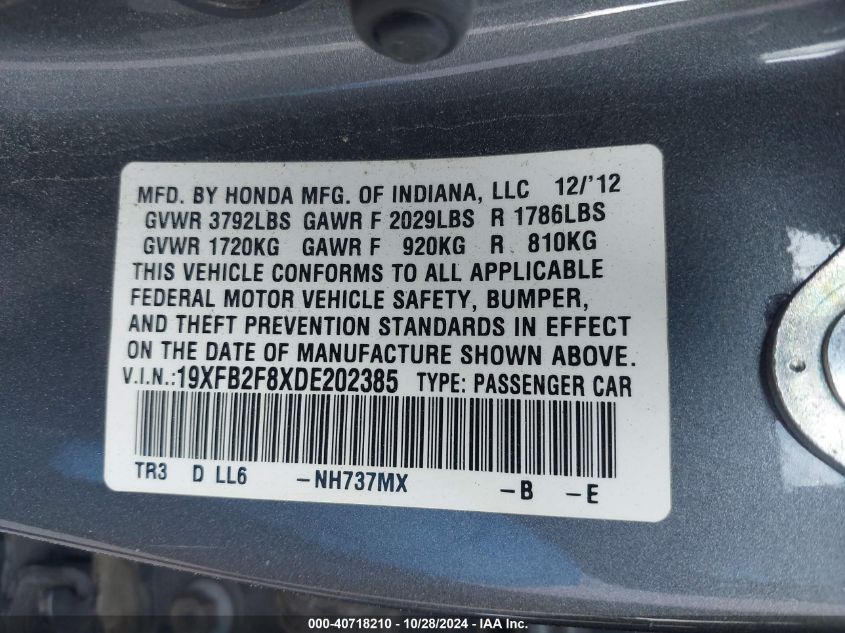 MFD. BY HONDA MFG. OF INDIANA, LLC 12/'12
GVWR 3792LBS GAWR F 2029LBS R 1786LBS
GVWR 1720KG GAWR F 920KG R 810KG
THIS VEHICLE CONFORMS TO ALL APPLICABLE
FEDERAL MOTOR VEHICLE SAFETY, BUMPER,
AND THEFT PREVENTION STANDARDS IN EFFECT
ON THE DATE OF MANUFACTURE SHOWN ABOVE.
V.I.N.:19XFB2F8XDE202385 TYPE: PASSENGER CAR
TR3 D LL6 -NH737MX -B -E
000-40718210 - 10/28/2024 - IAA Inc.